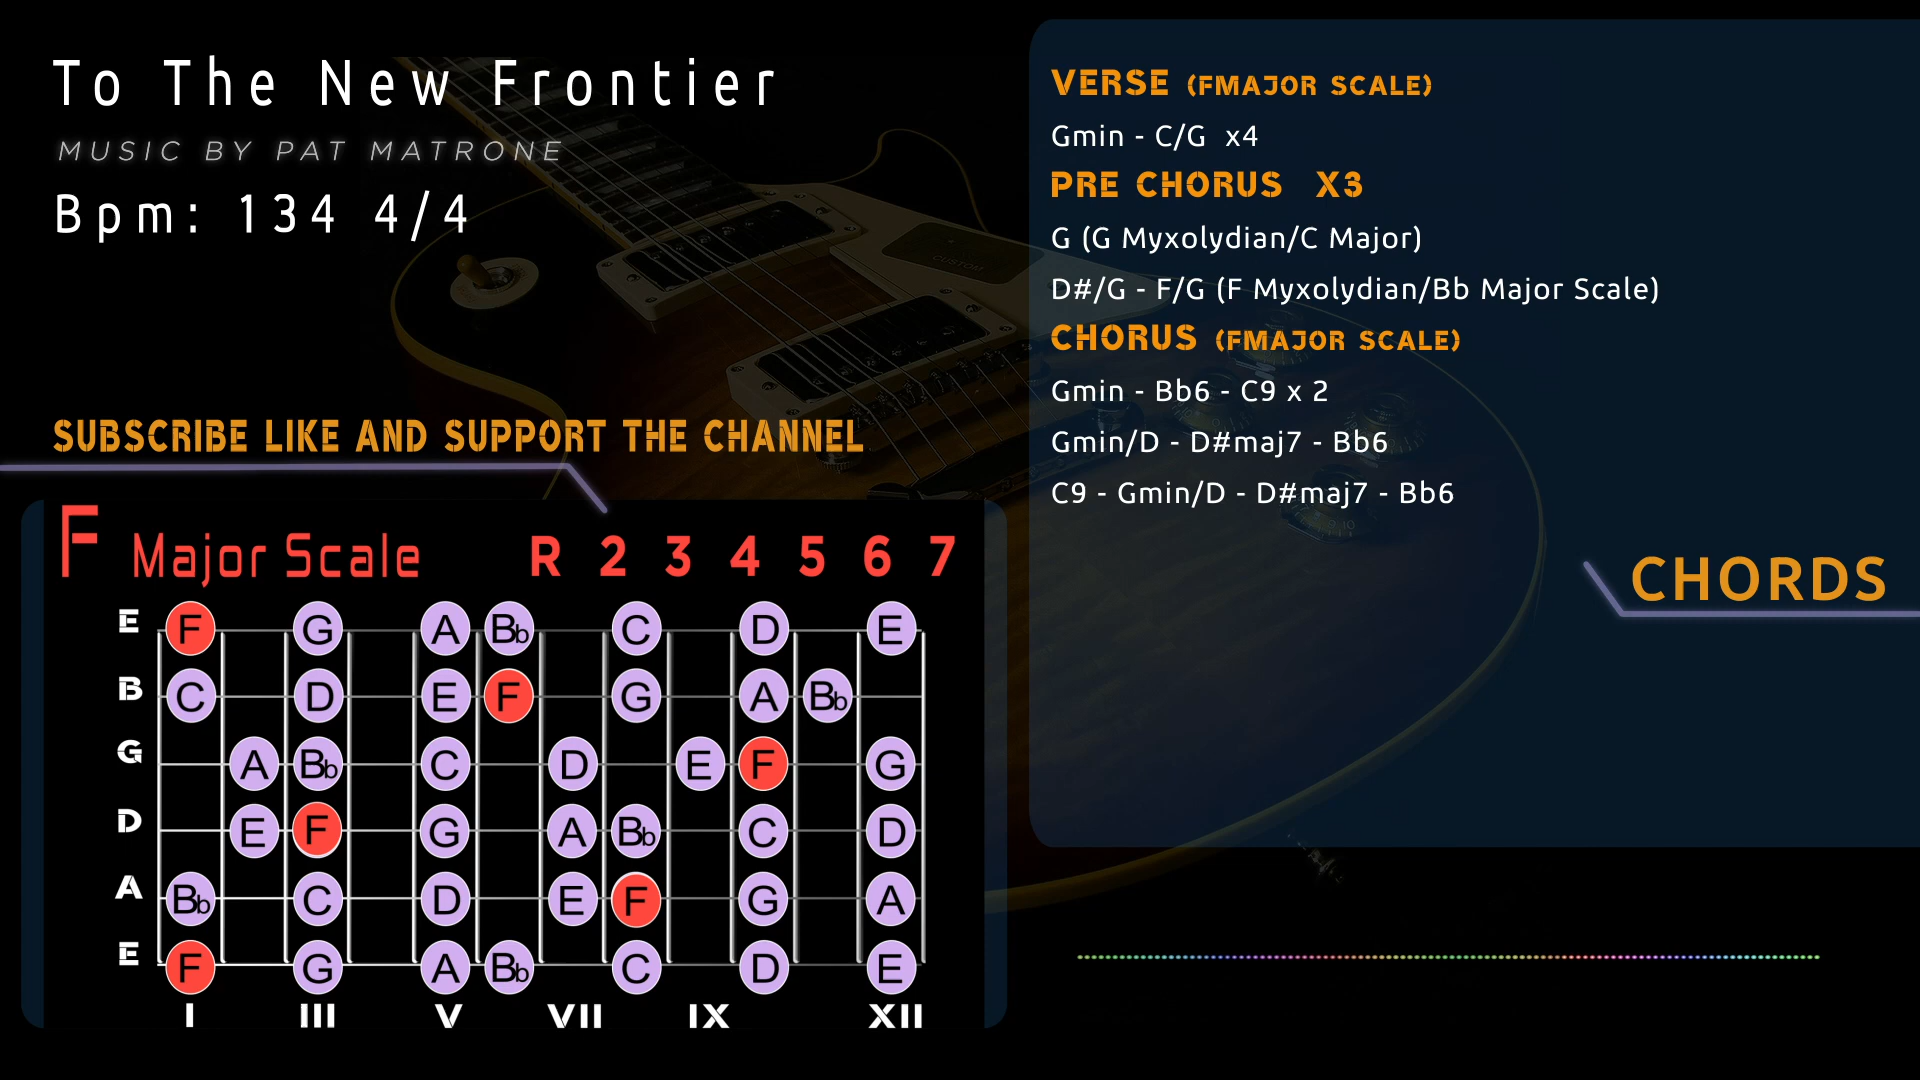 To The New Frontier
MUSIC BY PAT MATRONE
Bpm: 134 4/4
SUBSCRIBE LIKE AND SUPPORT THE CHANNEL
F Major Scale R 2 3 4 5 6 7
E F G A Bb C D E
B C D E F G A Bb
G A Bb C D E F G
D E F G A Bb C D
A Bb C D E F G A
E F G A Bb C D E
I III V VII IX XII
VERSE (FMAJOR SCALE)
Gmin - C/G x4
PRE CHORUS X3
G (G Myxolydian/C Major)
D#/G - F/G (F Myxolydian/Bb Major Scale)
CHORUS (FMAJOR SCALE)
Gmin - Bb6 - C9 x 2
Gmin/D - D#maj7 - Bb6
C9 - Gmin/D - D#maj7 - Bb6
CHORDS
CUSTOM